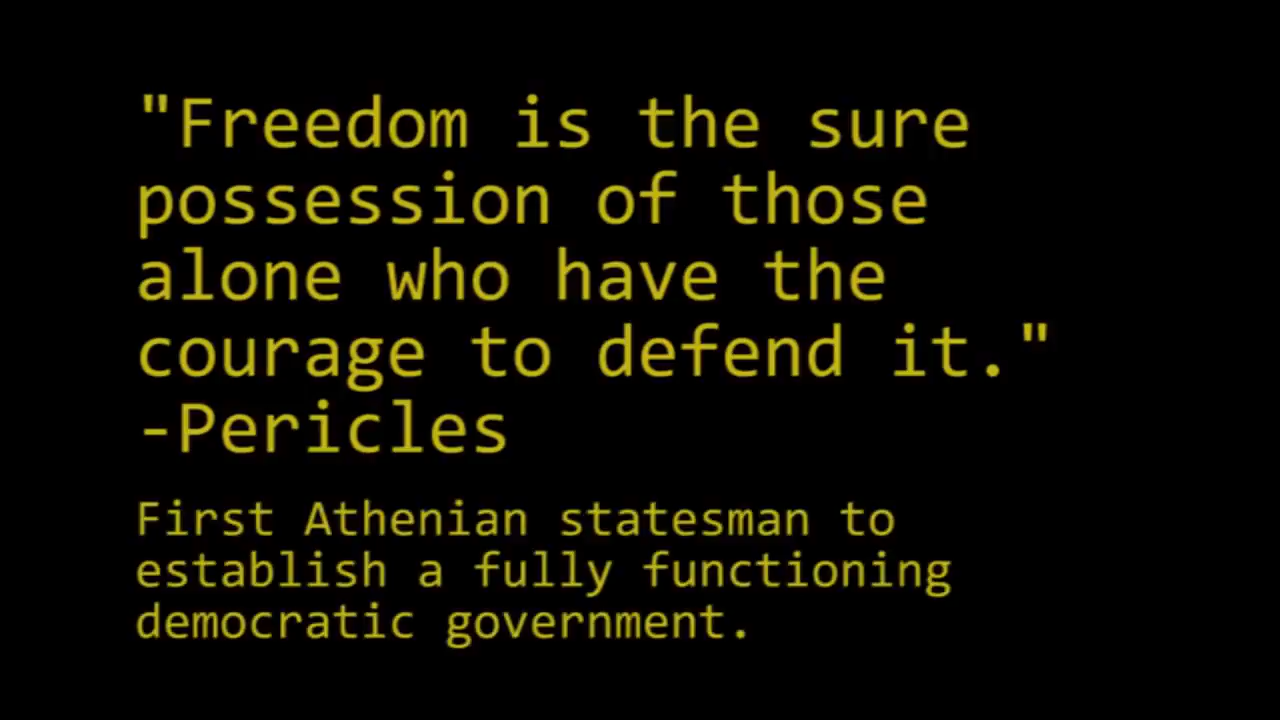 "Freedom is the sure
possession of those
alone who have the
courage to defend it."
-Pericles
First Athenian statesman to
establish a fully functioning
democratic government.